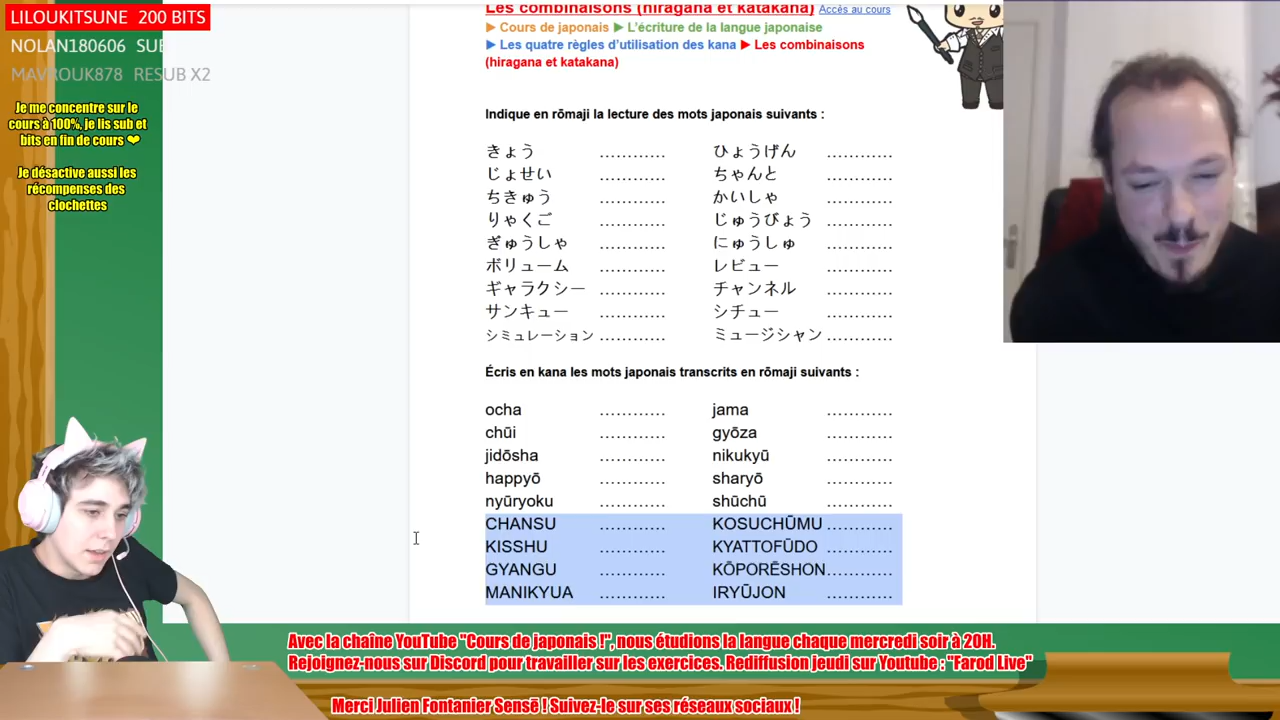 LILOUKITSUNE 200 BITS
NOLAN180606 SUB
MAVROUK878 RESUB X2
Je me concentre sur le
cours à 100%, je lis sub et
bits en fin de cours ❤
Je désactive aussi les
récompenses des
clochettes
Les combinaisons (hiragana et katakana) Accès au cours
▶ Cours de japonais ▶ L'écriture de la langue japonaise
▶ Les quatre règles d'utilisation des kana ▶ Les combinaisons
(hiragana et katakana)
Indique en rōmaji la lecture des mots japonais suivants :
きょう ………… ひょうげん …………
じょせい ………… ちゃんと …………
ちきゅう ………… かいしゃ …………
りゃくご ………… じゅうびょう …………
ぎゅうしゃ ………… にゅうしゅ …………
ボリューム ………… レビュー …………
ギャラクシー ………… チャンネル …………
サンキュー ………… シチュー …………
シミュレーション ………… ミュージシャン …………
Écris en kana les mots japonais transcrits en rōmaji suivants :
ocha ………… jama …………
chūi ………… gyōza …………
jidōsha ………… nikukyū …………
happyō ………… sharyō …………
nyūryoku ………… shūchū …………
CHANSU ………… KOSUCHŪMU …………
KISSHU ………… KYATTOFŪDO …………
GYANGU ………… KŌPORĒSHON …………
MANIKYUA ………… IRYŪJON …………
Avec la chaîne YouTube "Cours de japonais !", nous étudions la langue chaque mercredi soir à 20H.
Rejoignez-nous sur Discord pour travailler sur les exercices. Rediffusion jeudi sur Youtube : "Farod Live"
Merci Julien Fontanier Sensē ! Suivez-le sur ses réseaux sociaux !